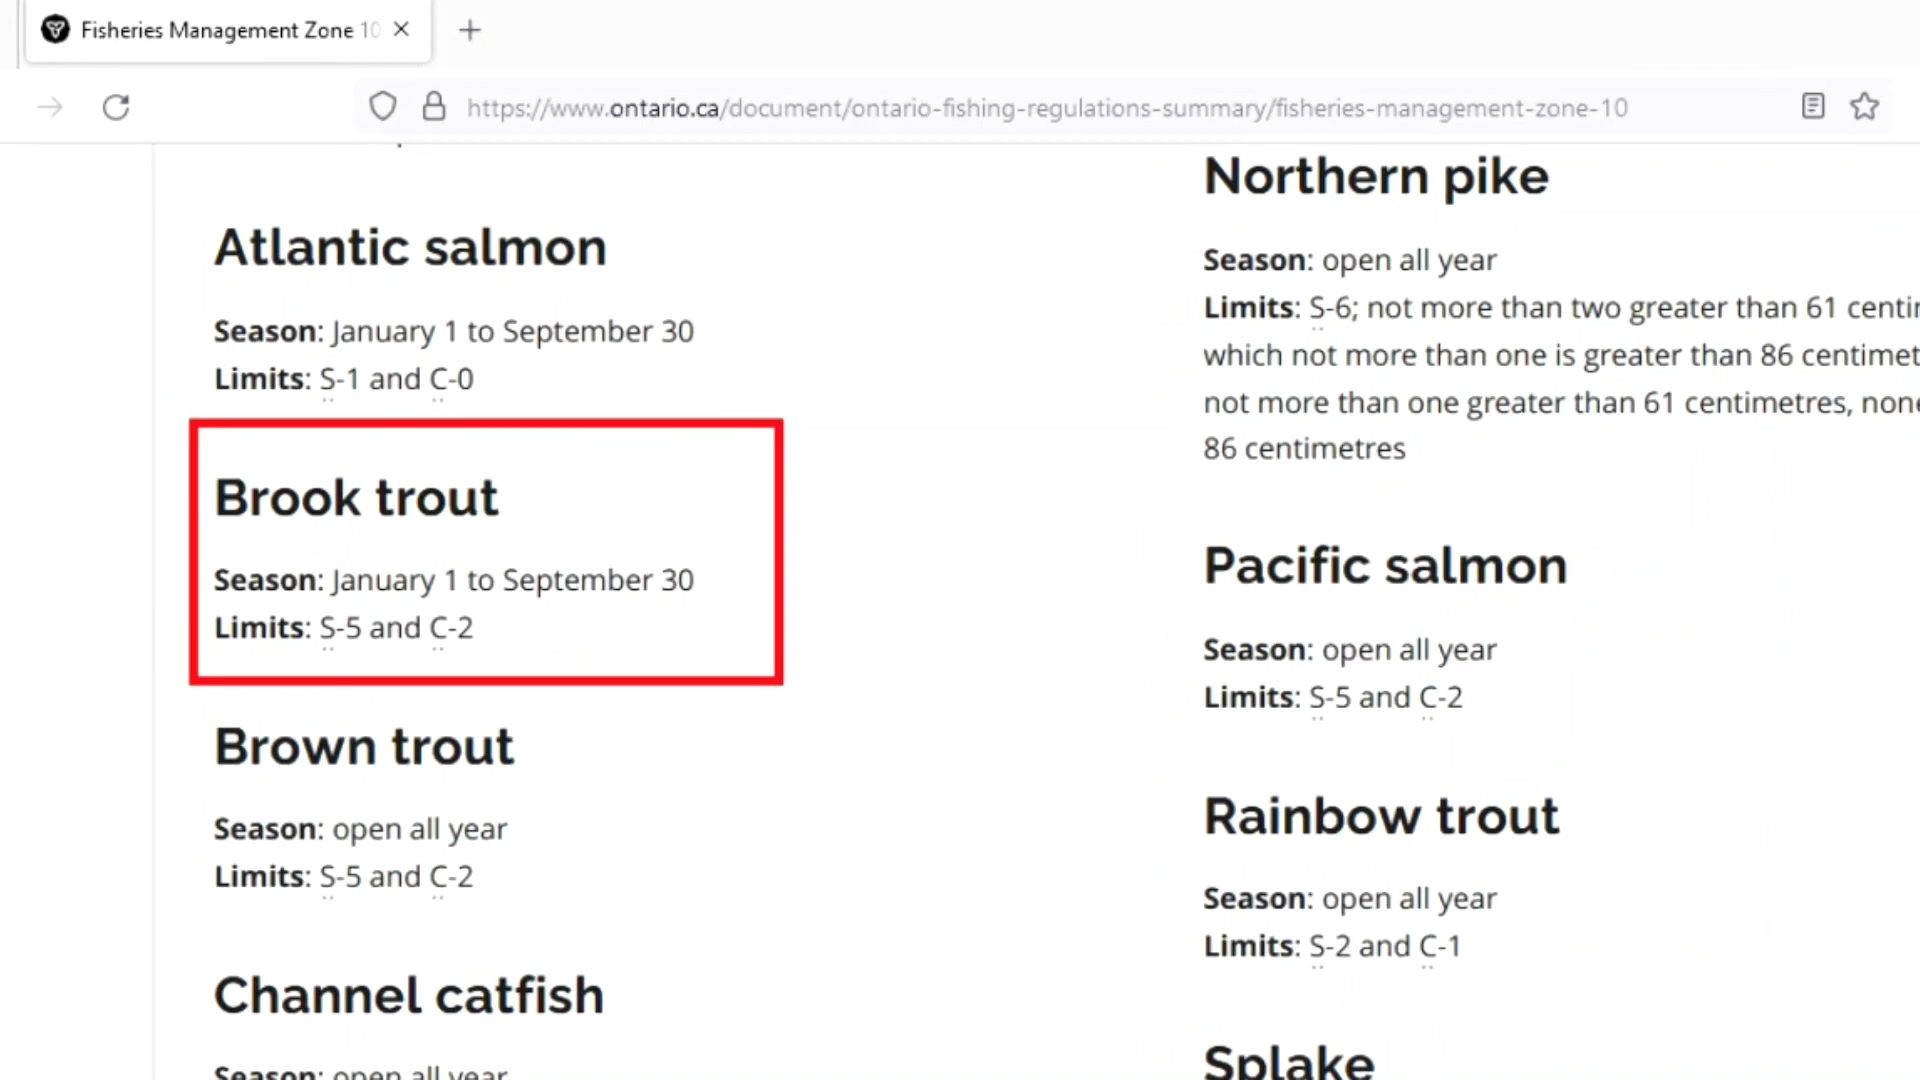 Fisheries Management Zone 10
https://www.ontario.ca/document/ontario-fishing-regulations-summary/fisheries-management-zone-10
Atlantic salmon
Season: January 1 to September 30
Limits: S-1 and C-0
Brook trout
Season: January 1 to September 30
Limits: S-5 and C-2
Brown trout
Season: open all year
Limits: S-5 and C-2
Channel catfish
Season: open all year
Northern pike
Season: open all year
Limits: S-6; not more than two greater than 61
which not more than one is greater than 86
not more than one greater than 61 centimetres,
86 centimetres
Pacific salmon
Season: open all year
Limits: S-5 and C-2
Rainbow trout
Season: open all year
Limits: S-2 and C-1
Splake